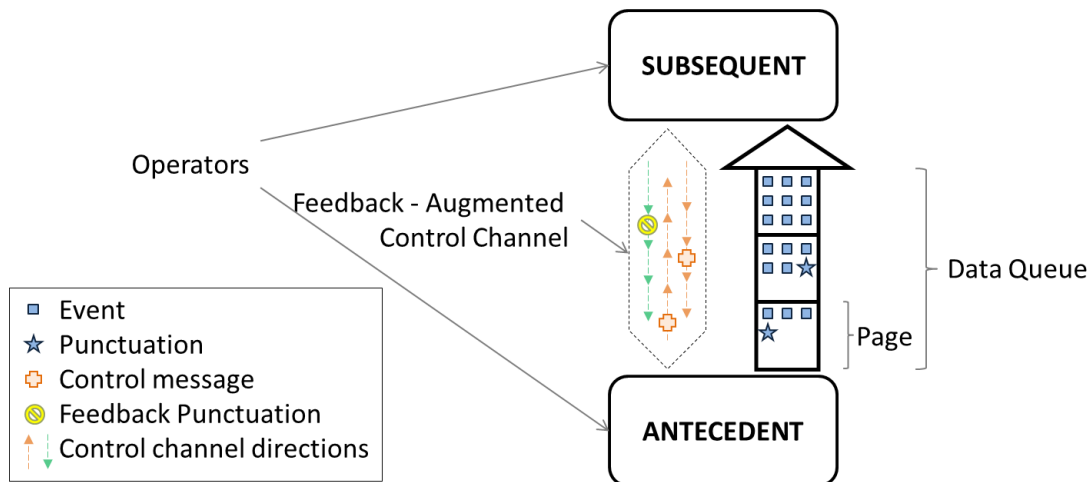 SUBSEQUENT
Operators
Feedback - Augmented
Control Channel
Data Queue
Page
Event
Punctuation
Control message
Feedback Punctuation
Control channel directions
ANTECEDENT